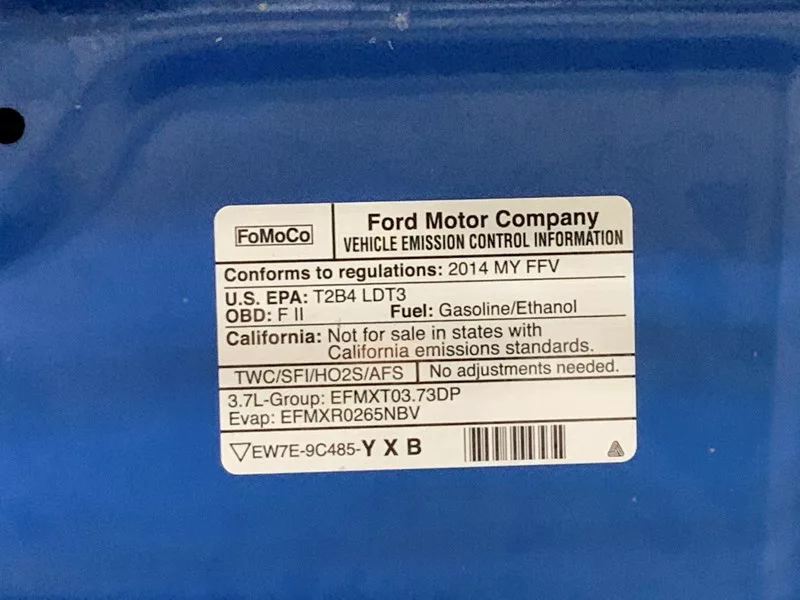 FoMoCo
Ford Motor Company
VEHICLE EMISSION CONTROL INFORMATION
Conforms to regulations: 2014 MY FFV
U.S. EPA: T2B4 LDT3
OBD: F II Fuel: Gasoline/Ethanol
California: Not for sale in states with
California emissions standards.
TWC/SFI/HO2S/AFS No adjustments needed.
3.7L-Group: EFMXT03.73DP
Evap: EFMXR0265NBV
EW7E-9C485-Y X B